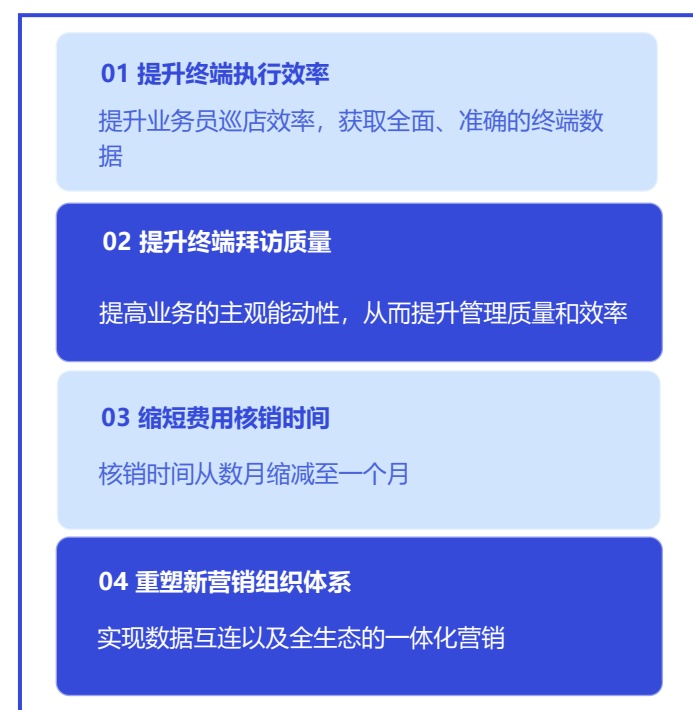 01 提升终端执行效率
提升业务员巡店效率，获取全面、准确的终端数
据
02 提升终端拜访质量
提高业务的主观能动性，从而提升管理质量和效率
03 缩短费用核销时间
核销时间从数月缩减至一个月
04 重塑新营销组织体系
实现数据互连以及全生态的一体化营销